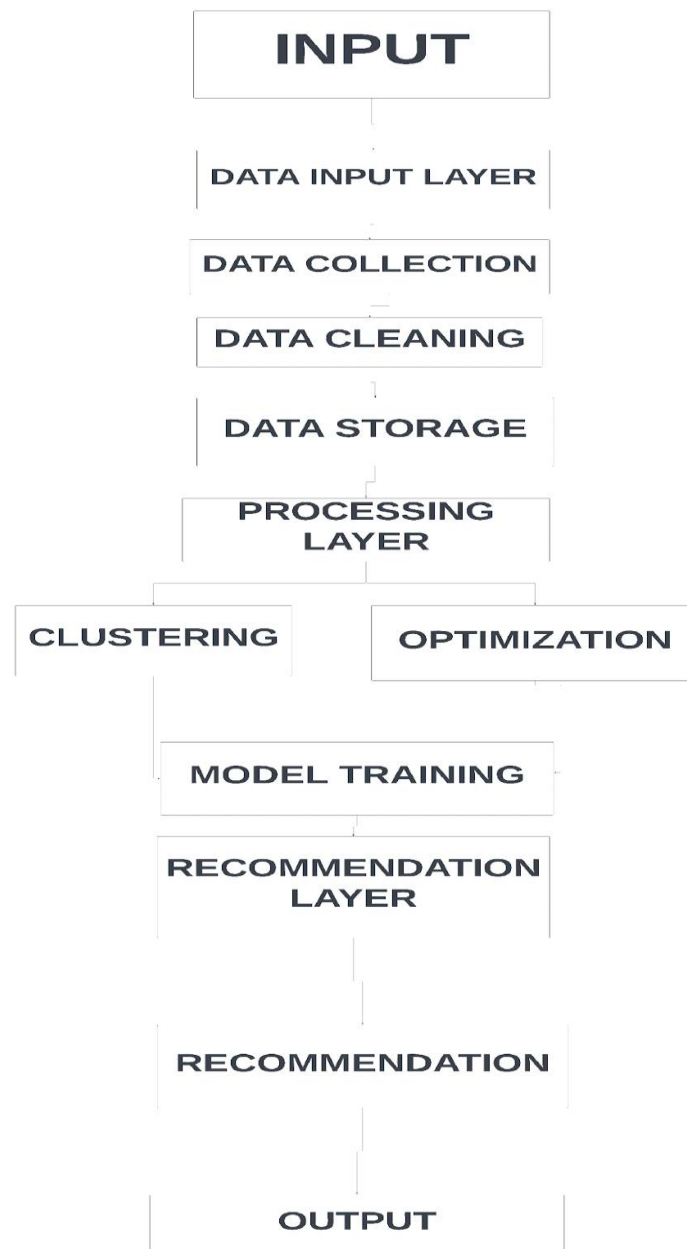 INPUT
DATA INPUT LAYER
DATA COLLECTION
DATA CLEANING
DATA STORAGE
PROCESSING
LAYER
CLUSTERING
OPTIMIZATION
MODEL TRAINING
RECOMMENDATION
LAYER
RECOMMENDATION
OUTPUT